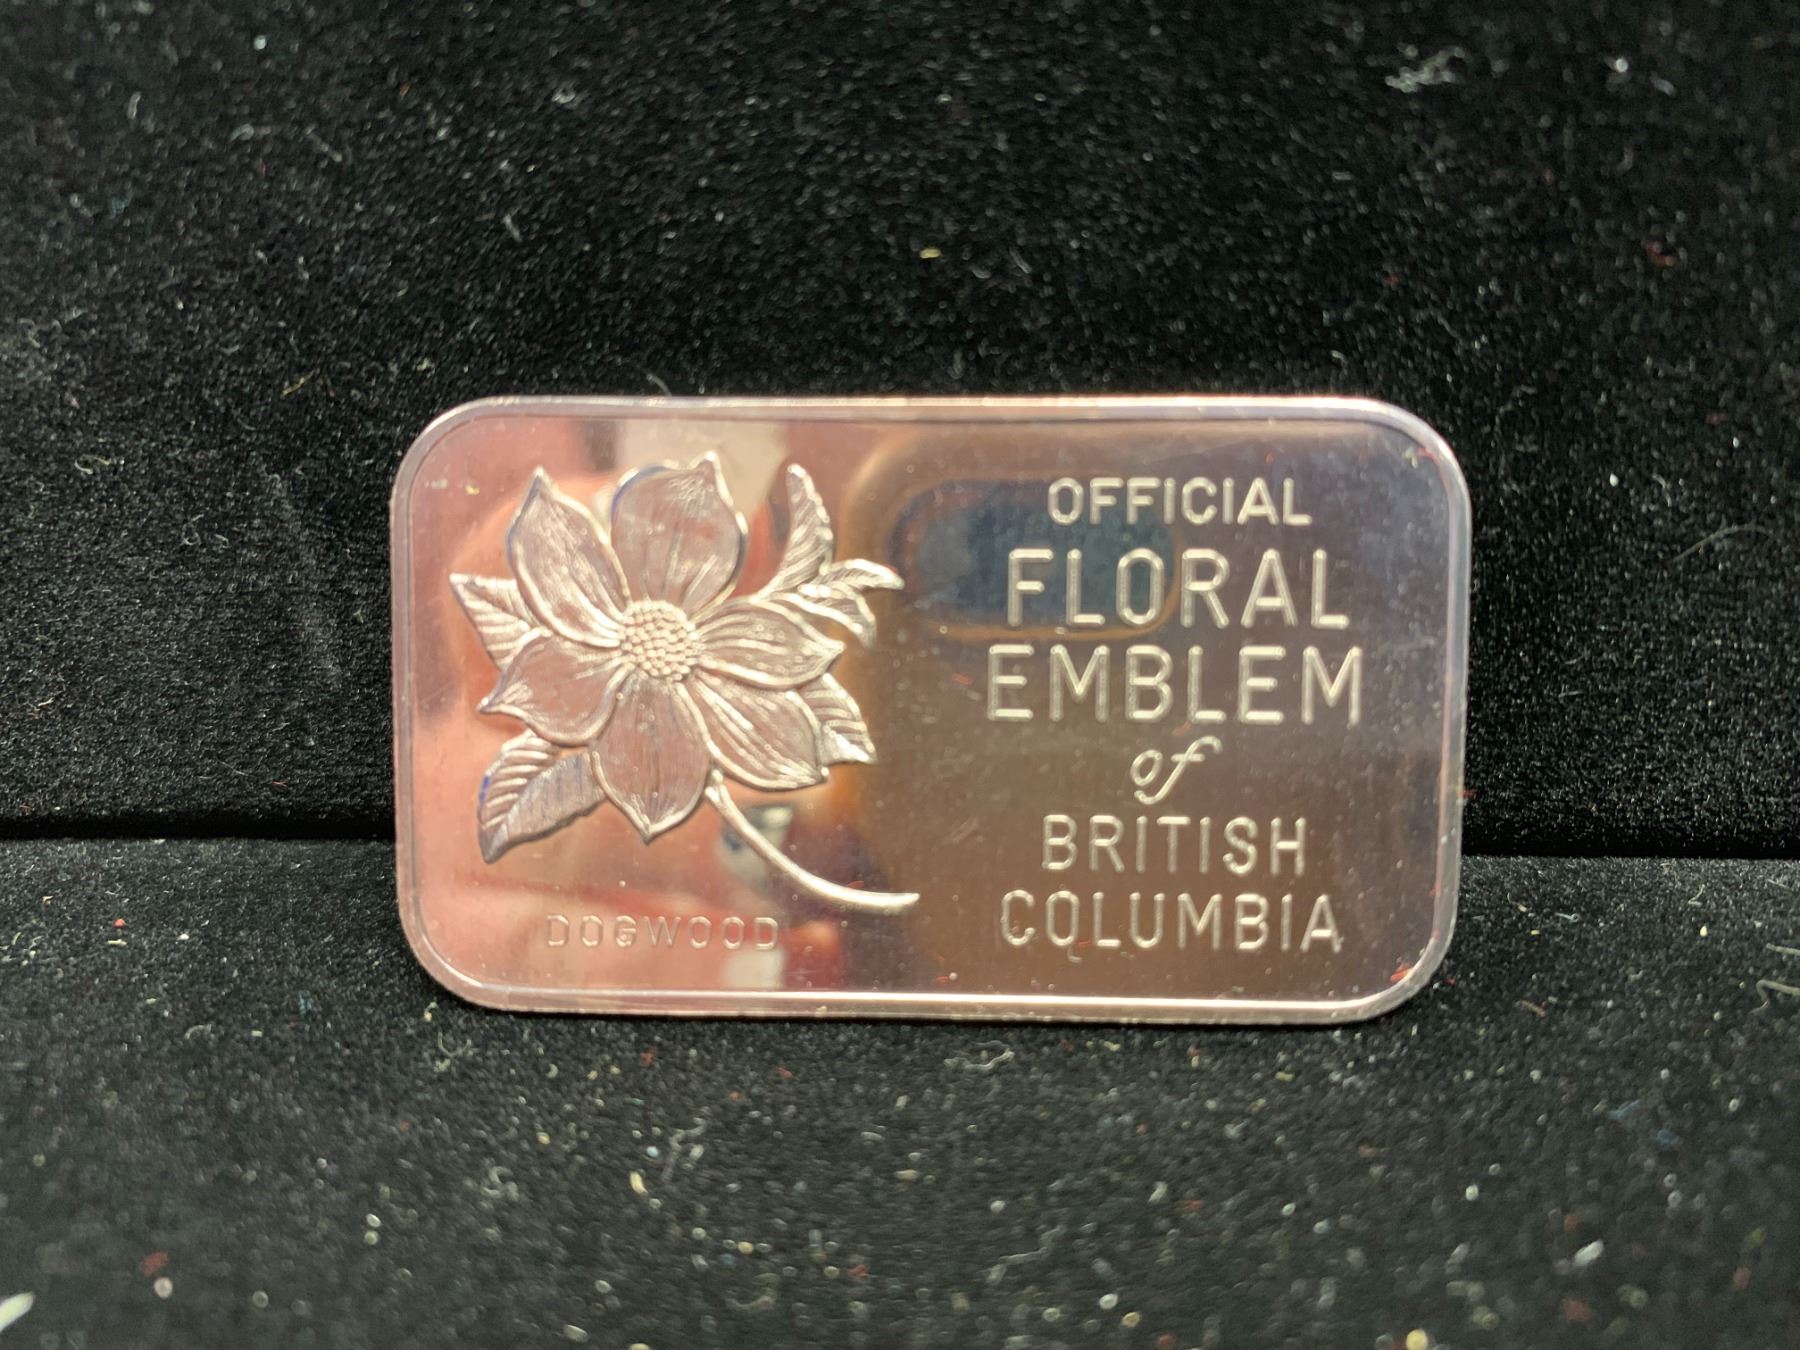 OFFICIAL
FLORAL
EMBLEM
of
BRITISH
COLUMBIA
DOGWOOD